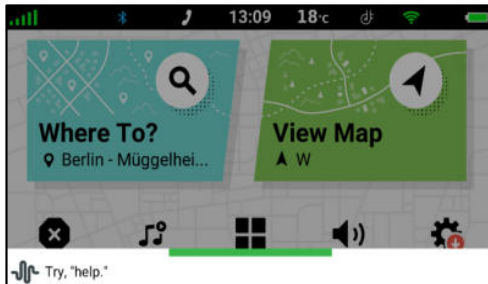 13:09 18°C
Where To?
Berlin - Müggelhei...
View Map
W
Try, "help."